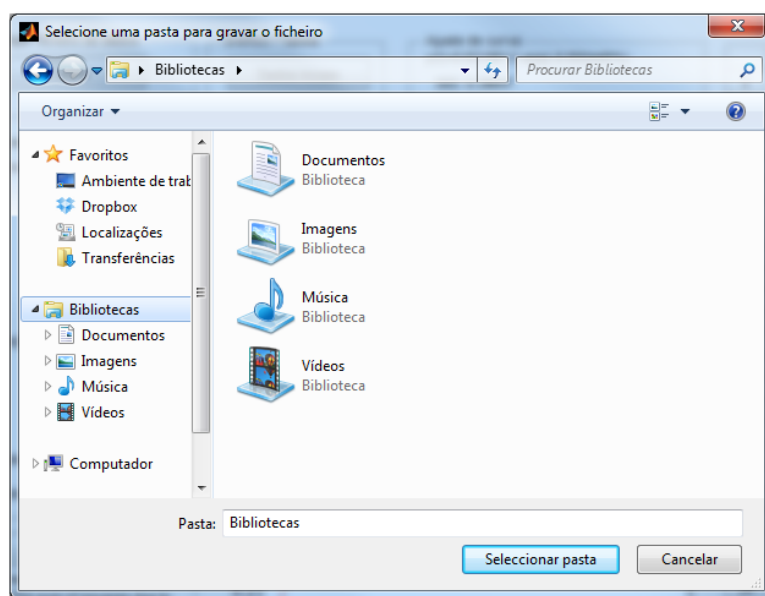 Selecione uma pasta para gravar o ficheiro
Bibliotecas
Procurar Bibliotecas
Organizar
Favoritos
Ambiente de trab
Dropbox
Localizações
Transferências
Bibliotecas
Documentos
Imagens
Música
Vídeos
Computador
Documentos
Biblioteca
Imagens
Biblioteca
Música
Biblioteca
Vídeos
Biblioteca
Pasta: Bibliotecas
Seleccionar pasta Cancelar